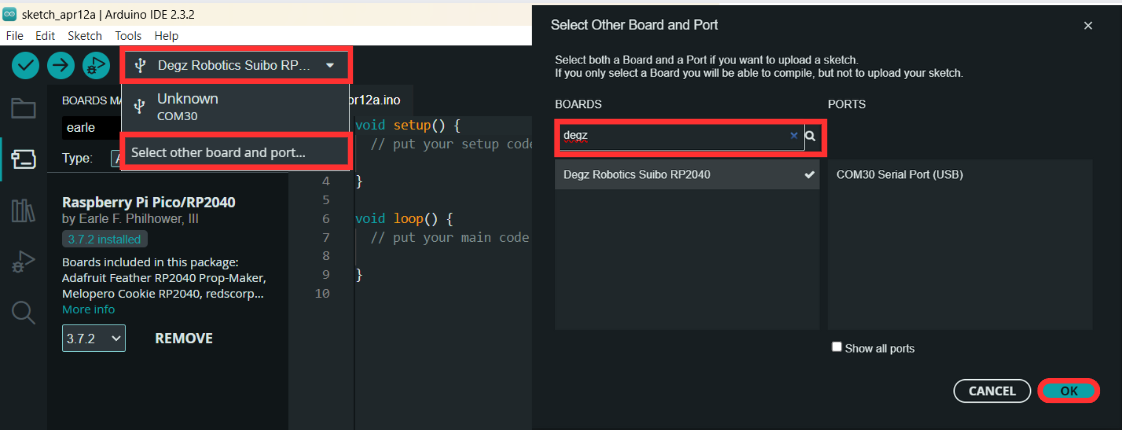 sketch_apr12a | Arduino IDE 2.3.2
File Edit Sketch Tools Help
Degz Robotics Suibo RP...
Unknown
COM30
Select other board and port...
BOARDS MA
earle
Type:
pr12a.ino
void setup() {
// put your setup code
4 }
5
6 void loop() {
7 // put your main code
8
9 }
10
Raspberry Pi Pico/RP2040
by Earle F. Philhower, III
3.7.2 installed
Boards included in this package:
Adafruit Feather RP2040 Prop-Maker,
Melopero Cookie RP2040, redscorp...
More info
3.7.2 REMOVE
Select Other Board and Port
Select both a Board and a Port if you want to upload a sketch.
If you only select a Board you will be able to compile, but not to upload your sketch.
BOARDS PORTS
degz
Degz Robotics Suibo RP2040
COM30 Serial Port (USB)
Show all ports
CANCEL OK